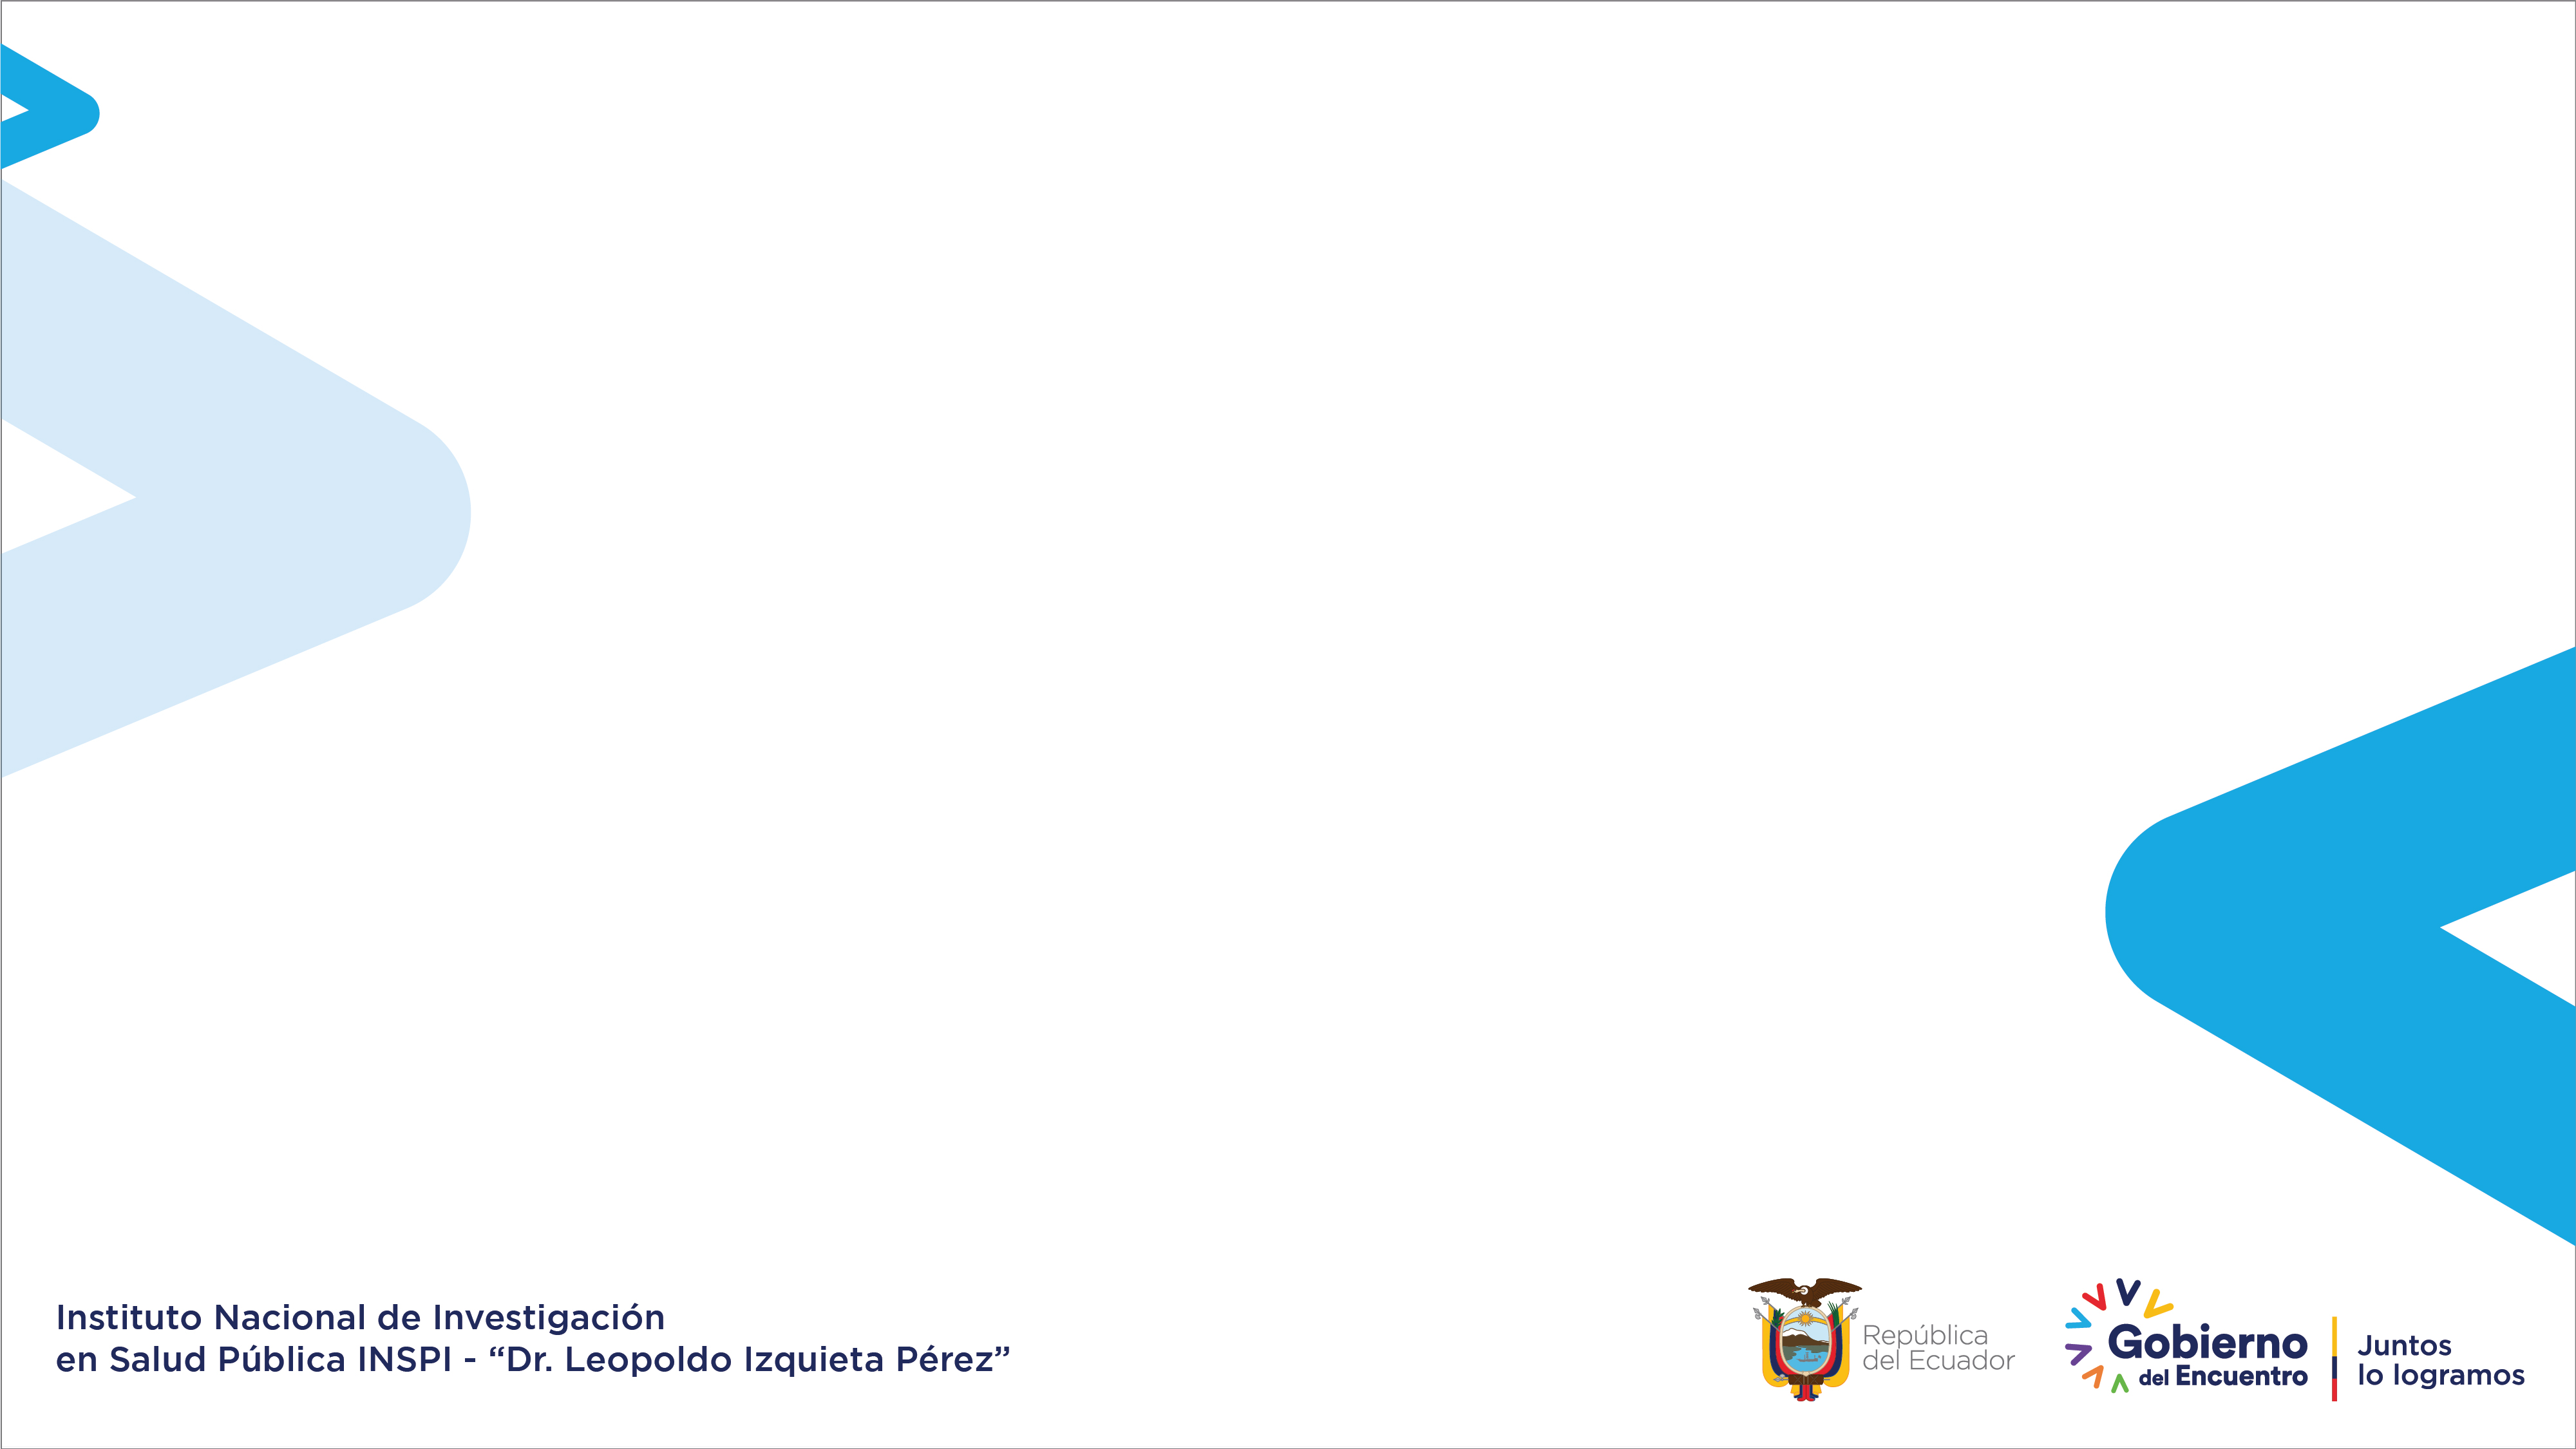 Instituto Nacional de Investigación
en Salud Pública INSPI - “Dr. Leopoldo Izquieta Pérez”
República
del Ecuador
Gobierno
del Encuentro
Juntos
lo logramos